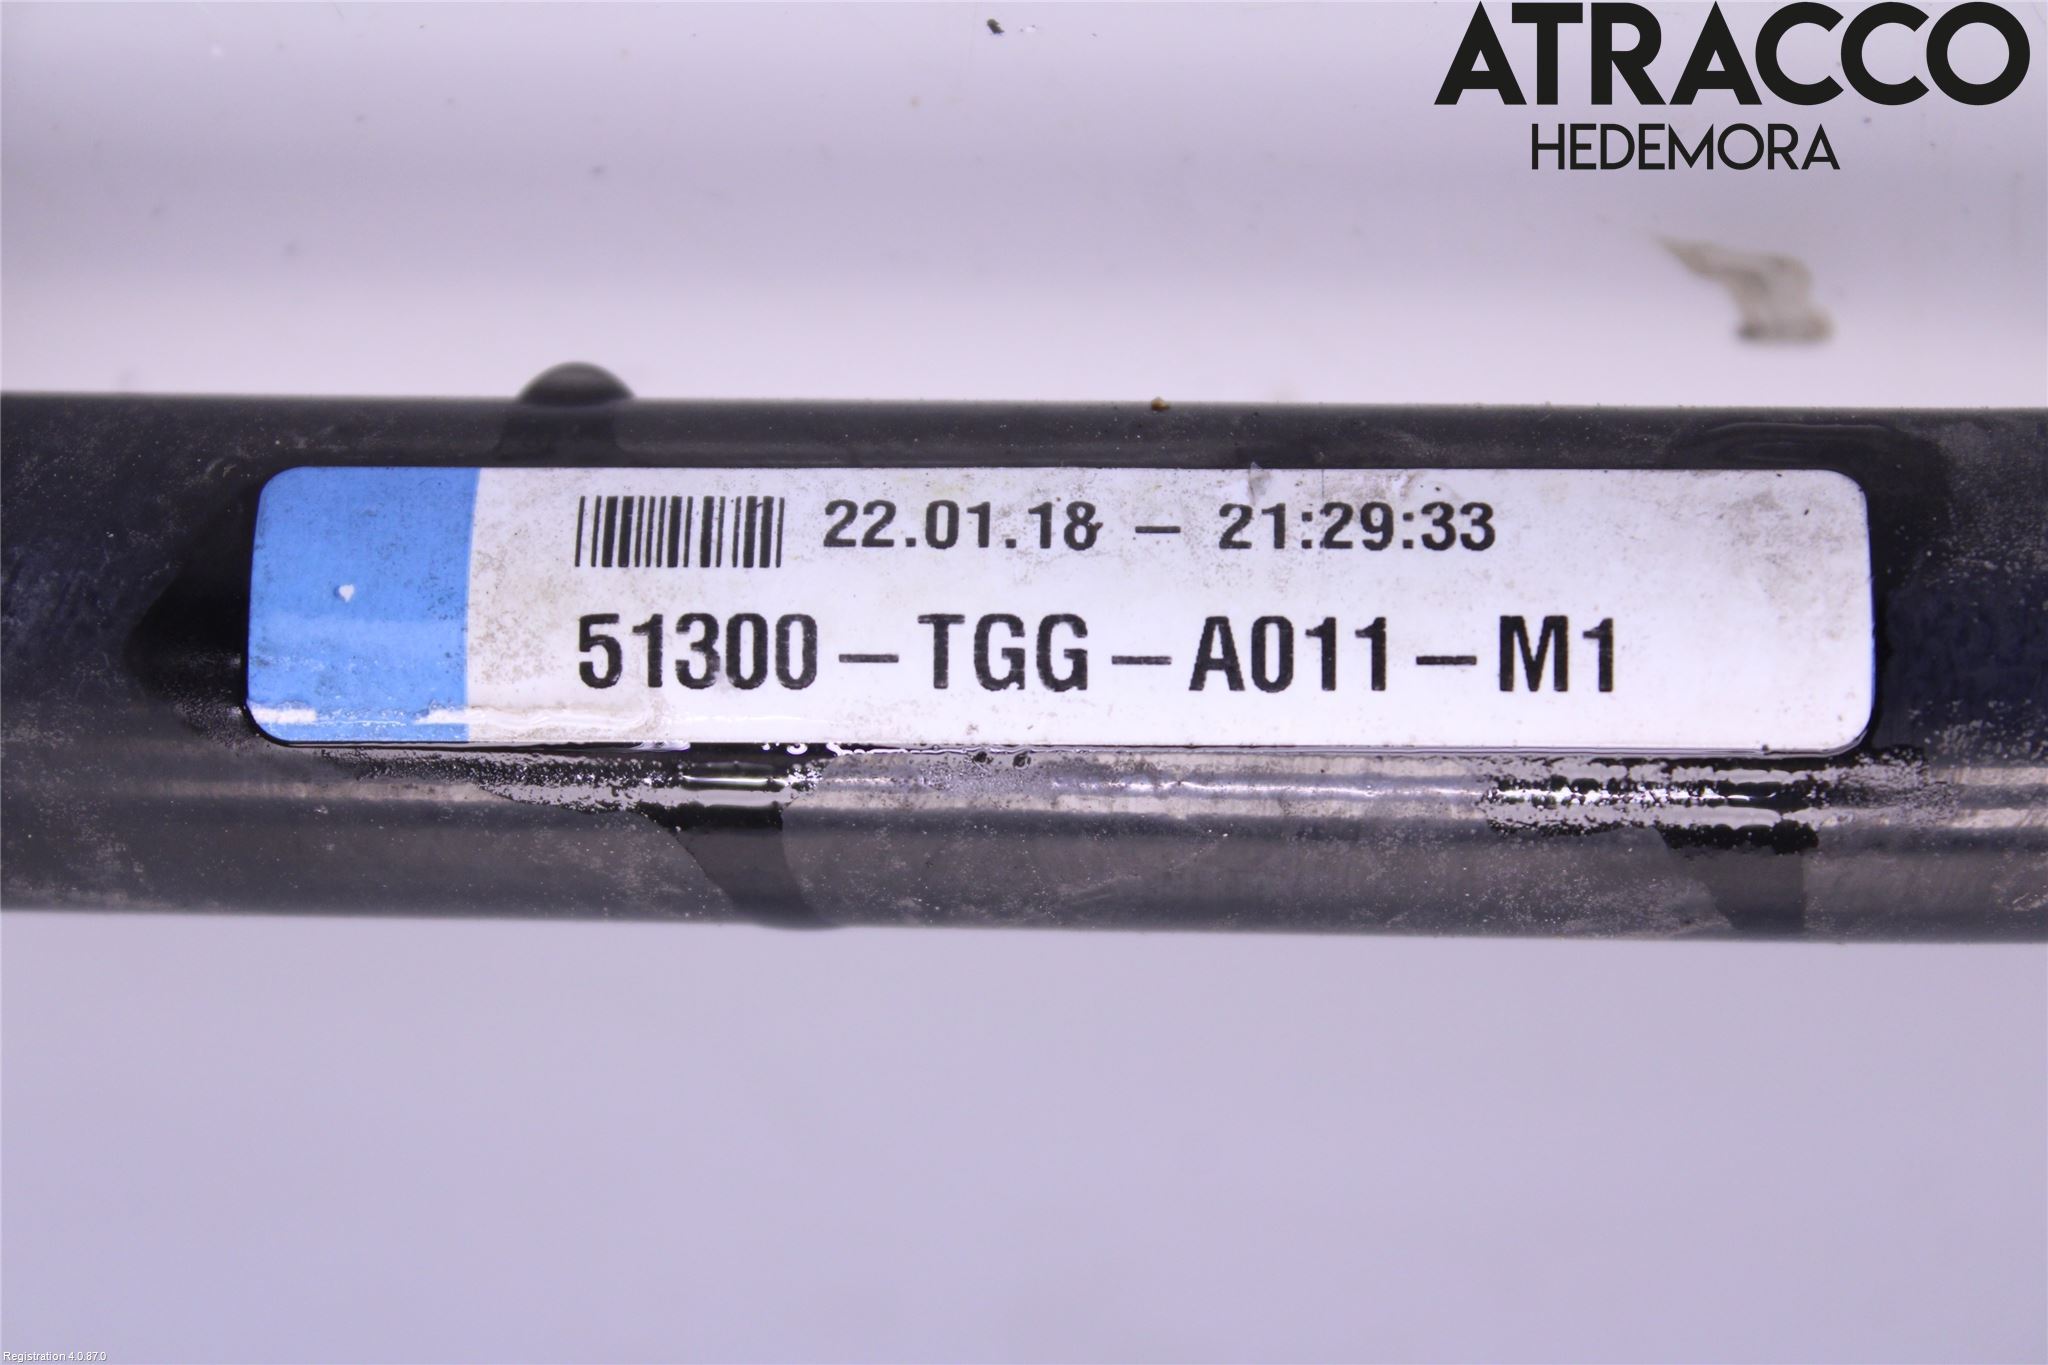 ATRACCO
HEDEMORA
22.01.18 - 21:29:33
51300-TGG-A011-M1
Registration 4.0.87.0